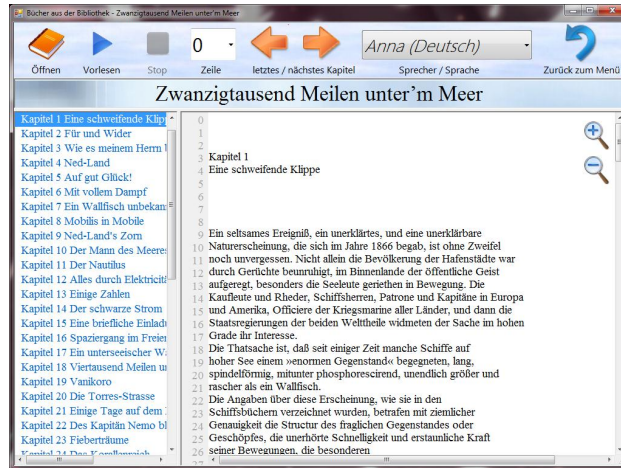 Bücher aus der Bibliothek - Zwanzigtausend Meilen unter'm Meer
Öffnen
Vorlesen
Stop
0
Zeile
letztes / nächstes Kapitel
Anna (Deutsch)
Sprecher / Sprache
Zurück zum Menü
Zwanzigtausend Meilen unter’m Meer
Kapitel 1 Eine schweifende Klipp
Kapitel 2 Für und Wider
Kapitel 3 Wie es meinem Herrn
Kapitel 4 Ned-Land
Kapitel 5 Auf gut Glück!
Kapitel 6 Mit vollem Dampf
Kapitel 7 Ein Wallfisch unbekan
Kapitel 8 Mobilis in Mobile
Kapitel 9 Ned-Land's Zorn
Kapitel 10 Der Mann des Meere
Kapitel 11 Der Nautilus
Kapitel 12 Alles durch Elektricit
Kapitel 13 Einige Zahlen
Kapitel 14 Der schwarze Strom
Kapitel 15 Eine briefliche Einlad
Kapitel 16 Spaziergang im Freie
Kapitel 17 Ein unterseeischer W
Kapitel 18 Viertausend Meilen u
Kapitel 19 Vanikoro
Kapitel 20 Die Torres-Strasse
Kapitel 21 Einige Tage auf dem
Kapitel 22 Des Kapitän Nemo bl
Kapitel 23 Fieberträume
Kapitel 24 Das Korallenreich
0
1
2
3 Kapitel 1
4 Eine schweifende Klippe
5
6
7
8
9 Ein seltsames Ereigniß, ein unerklärtes, und eine unerklärbare
10 Naturerscheinung, die sich im Jahre 1866 begab, ist ohne Zweifel
11 noch unvergessen. Nicht allein die Bevölkerung der Hafenstädte war
12 durch Gerüchte beunruhigt, im Binnenlande der öffentliche Geist
13 aufgeregt, besonders die Seeleute geriethen in Bewegung. Die
14 Kaufleute und Rheder, Schiffsherren, Patrone und Kapitäne in Europa
15 und Amerika, Officiere der Kriegsmarine aller Länder, und dann die
16 Staatsregierungen der beiden Welttheile widmeten der Sache im hohen
17 Grade ihr Interesse.
18 Die Thatsache ist, daß seit einiger Zeit manche Schiffe auf
19 hoher See einem »enormen Gegenstand« begegneten, lang,
20 spindelförmig, mitunter phosphorescirend, unendlich größer und
21 rascher als ein Wallfisch.
22 Die Angaben über diese Erscheinung, wie sie in den
23 Schiffsbüchern verzeichnet wurden, betrafen mit ziemlicher
24 Genauigkeit die Structur des fraglichen Gegenstandes oder
25 Geschöpfes, die unerhörte Schnelligkeit und erstaunliche Kraft
26 seiner Bewegungen, die besonderen